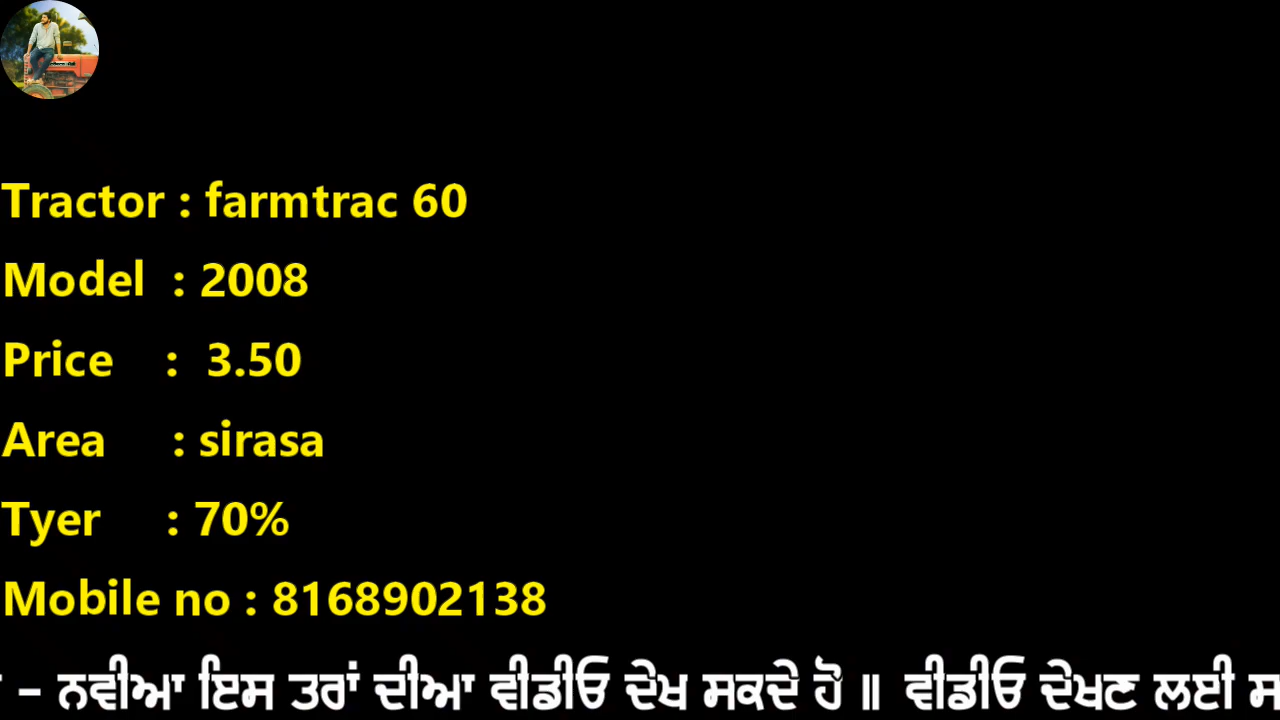 Tractor : farmtrac 60
Model : 2008
Price : 3.50
Area : sirasa
Tyer : 70%
Mobile no : 8168902138
– ਨਵੀਆ ਇਸ ਤਰਾਂ ਦੀਆ ਵੀਡੀਓ ਦੇਖ ਸਕਦੇ ਹੋ ॥ ਵੀਡੀਓ ਦੇਖਣ ਲਈ